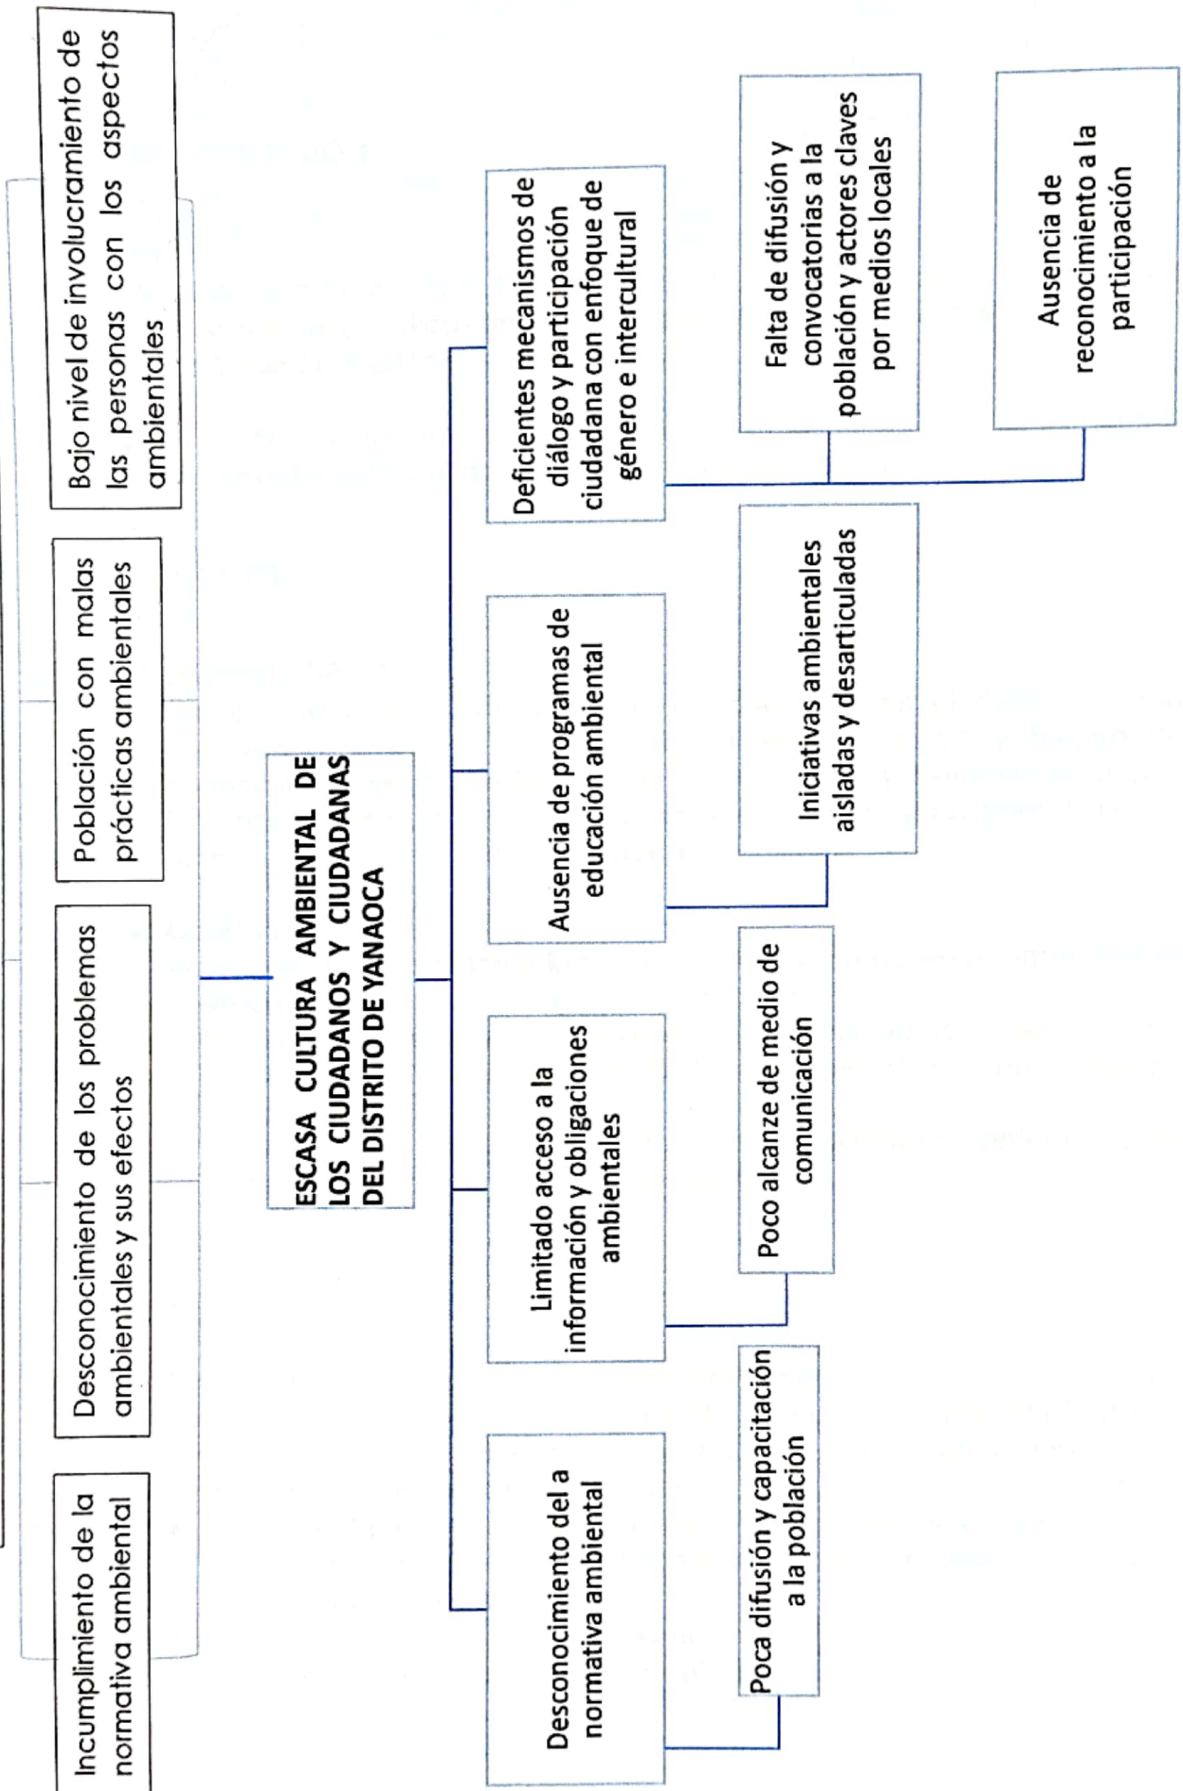 Incumplimiento de la
normativa ambiental
Desconocimiento de los problemas
ambientales y sus efectos
Población con malas
prácticas ambientales
Bajo nivel de involucramiento de
las personas con los aspectos
ambientales
ESCASA CULTURA AMBIENTAL DE
LOS CIUDADANOS Y CIUDADANAS
DEL DISTRITO DE YANAOCA
Desconocimiento del a
normativa ambiental
Limitado acceso a la
información y obligaciones
ambientales
Ausencia de programas de
educación ambiental
Deficientes mecanismos de
diálogo y participación
ciudadana con enfoque de
género e intercultural
Poca difusión y capacitación
a la población
Poco alcanze de medio de
comunicación
Iniciativas ambientales
aisladas y desarticuladas
Falta de difusión y
convocatorias a la
población y actores claves
por medios locales
Ausencia de
reconocimiento a la
participación